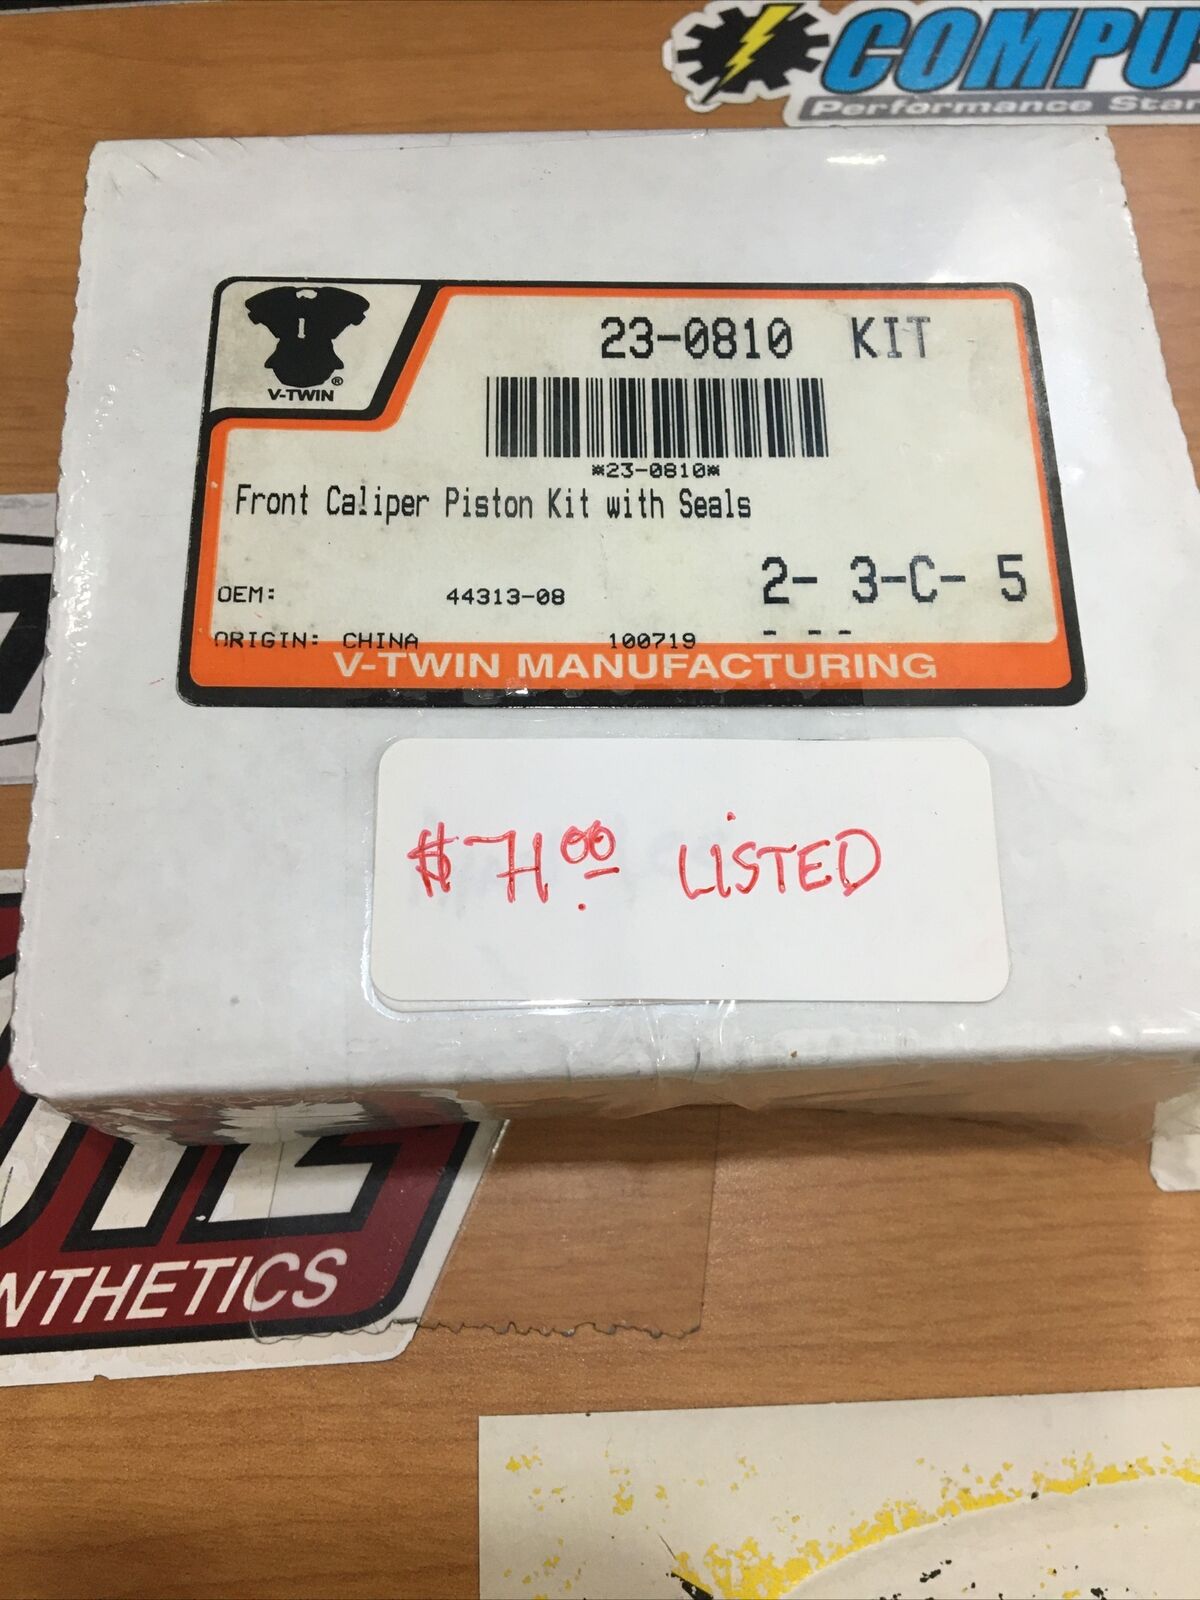 COMPU
Performance Star
23-0810 KIT
®
V-TWIN
*23-0810*
Front Caliper Piston Kit with Seals
2- 3-C- 5
OEM: 44313-08
ORIGIN: CHINA 100719 - --
V-TWIN MANUFACTURING
$71.00 LISTED
NTHETICS